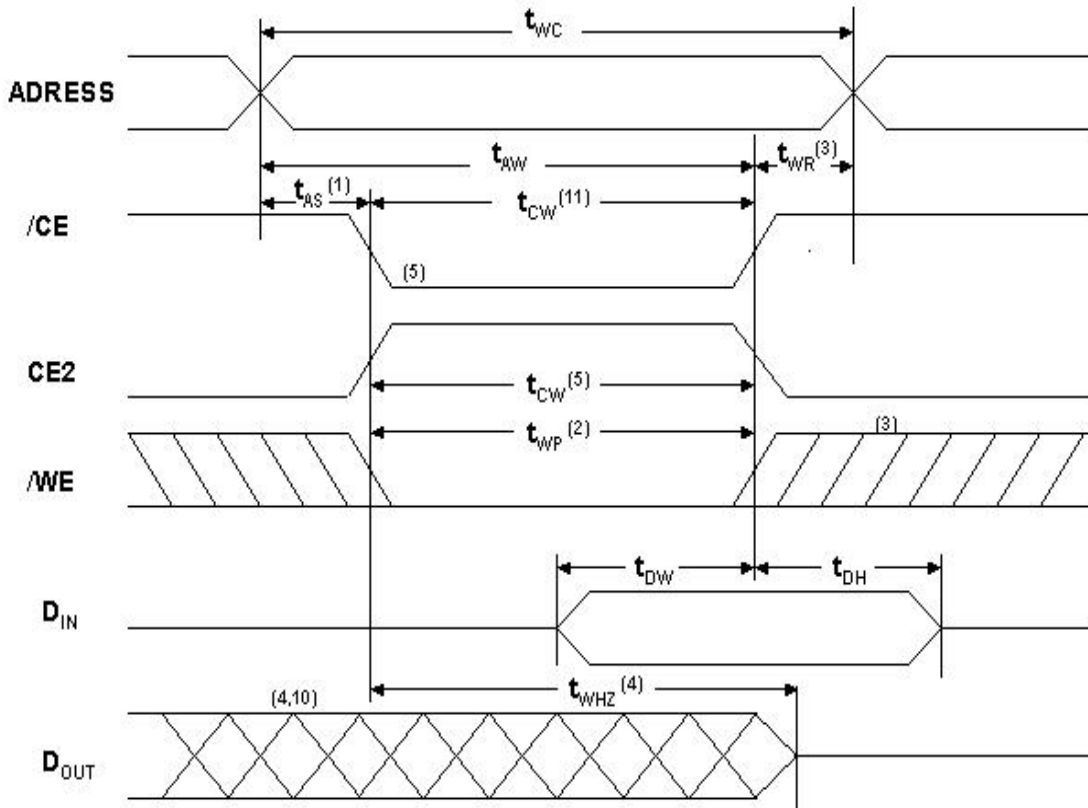 tWC
ADRESS
tAW
tWR(3)
tAS(1)
tCW(11)
/CE
(5)
CE2
tCW(5)
tWP(2)
(3)
/WE
tDW
tDH
DIN
tWHZ(4)
(4,10)
DOUT